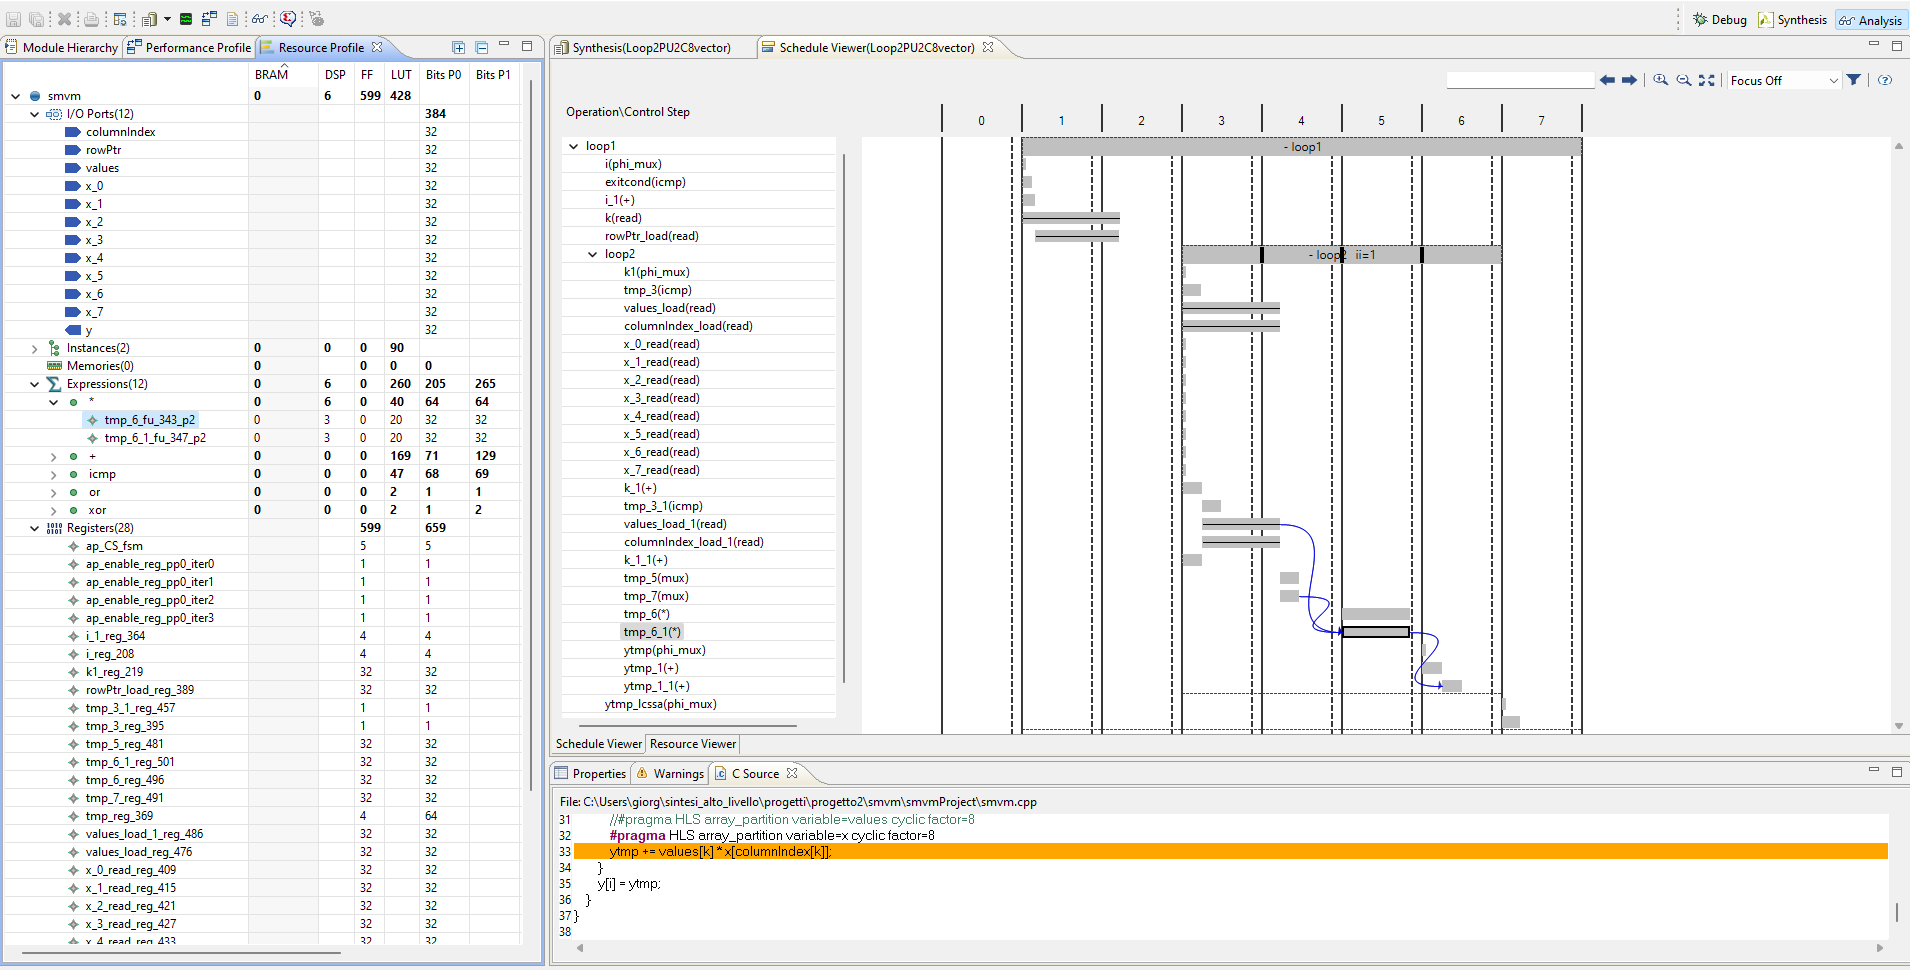 Debug Synthesis Analysis
Module Hierarchy Performance Profile Resource Profile
BRAM DSP FF LUT Bits P0 Bits P1
smvm 0 6 599 428
I/O Ports(12) 384
columnIndex 32
rowPtr 32
values 32
x_0 32
x_1 32
x_2 32
x_3 32
x_4 32
x_5 32
x_6 32
x_7 32
y 32
Instances(2) 0 0 0 90
Memories(0) 0 0 0 0
Expressions(12) 0 6 0 260 205 265
* 0 6 0 40 64 64
tmp_6_fu_343_p2 0 3 0 20 32 32
tmp_6_1_fu_347_p2 0 3 0 20 32 32
+ 0 0 0 169 71 129
icmp 0 0 0 47 68 69
or 0 0 0 2 1 1
xor 0 0 0 2 1 2
Registers(28) 599 659
ap_CS_fsm 5 5
ap_enable_reg_pp0_iter0 1 1
ap_enable_reg_pp0_iter1 1 1
ap_enable_reg_pp0_iter2 1 1
ap_enable_reg_pp0_iter3 1 1
i_1_reg_364 4 4
i_reg_208 4 4
k1_reg_219 32 32
rowPtr_load_reg_389 32 32
tmp_3_1_reg_457 1 1
tmp_3_reg_395 1 1
tmp_5_reg_481 32 32
tmp_6_1_reg_501 32 32
tmp_6_reg_496 32 32
tmp_7_reg_491 32 32
tmp_reg_369 4 64
values_load_1_reg_486 32 32
values_load_reg_476 32 32
x_0_read_reg_409 32 32
x_1_read_reg_415 32 32
x_2_read_reg_421 32 32
x_3_read_reg_427 32 32
x_4_read_reg_433 32 32
Synthesis(Loop2PU2C8vector) Schedule Viewer(Loop2PU2C8vector)
Focus Off
Operation\Control Step 0 1 2 3 4 5 6 7
loop1 - loop1
i(phi_mux)
exitcond(icmp)
i_1(+)
k(read)
rowPtr_load(read)
loop2 - loop2 ii=1
k1(phi_mux)
tmp_3(icmp)
values_load(read)
columnIndex_load(read)
x_0_read(read)
x_1_read(read)
x_2_read(read)
x_3_read(read)
x_4_read(read)
x_5_read(read)
x_6_read(read)
x_7_read(read)
k_1(+)
tmp_3_1(icmp)
values_load_1(read)
columnIndex_load_1(read)
k_1_1(+)
tmp_5(mux)
tmp_7(mux)
tmp_6(*)
tmp_6_1(*)
ytmp(phi_mux)
ytmp_1(+)
ytmp_1_1(+)
ytmp_lcssa(phi_mux)
Schedule Viewer Resource Viewer
Properties Warnings C Source
File: C:\Users\giorg\sintesi_alto_livello\progetti\progetto2\smvm\smvmProject\smvm.cpp
31 //#pragma HLS array_partition variable=values cyclic factor=8
32 #pragma HLS array_partition variable=x cyclic factor=8
33 ytmp += values[k] * x[columnIndex[k]];
34 }
35 y[i] = ytmp;
36 }
37 }
38